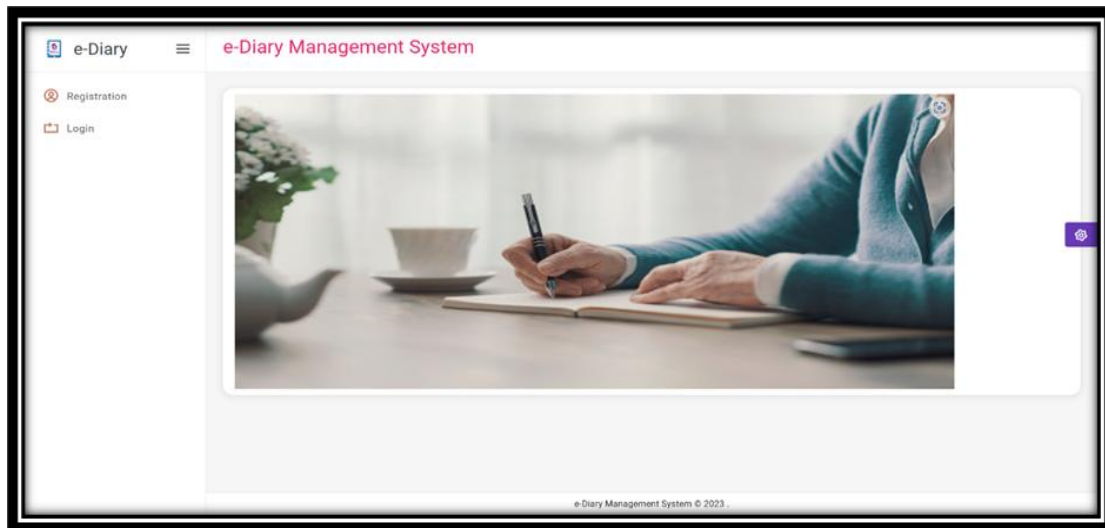 e-Diary
e-Diary Management System
Registration
Login
e-Diary Management System © 2023 .